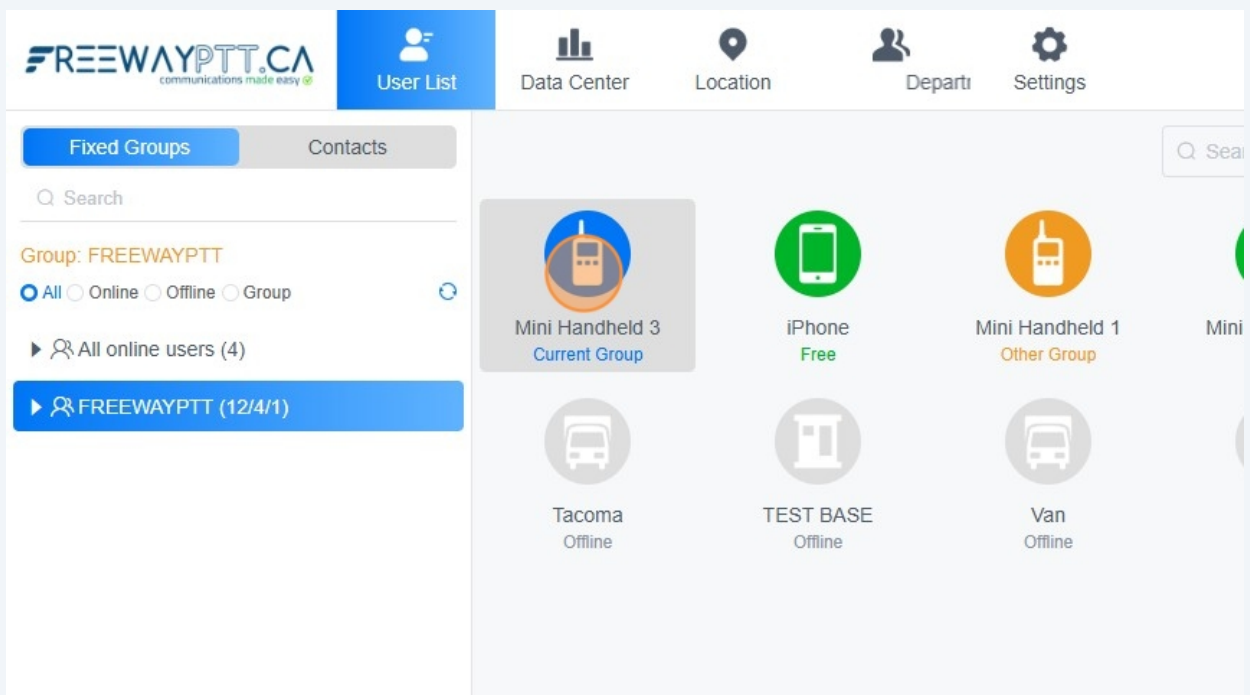 FREEWAYPTT.CA
communications made easy
User List
Data Center
Location
Settings
Fixed Groups
Contacts
Search
Group: FREEWAYPTT
All Online Offline Group
All online users (4)
FREEWAYPTT (12/4/1)
Mini Handheld 3
Current Group
iPhone
Free
Mini Handheld 1
Other Group
Mini
Tacoma
Offline
TEST BASE
Offline
Van
Offline